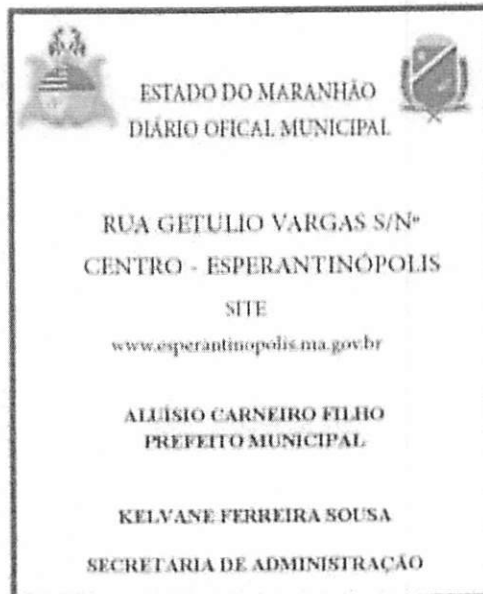 ESTADO DO MARANHÃO
DIÁRIO OFICAL MUNICIPAL
RUA GETULIO VARGAS S/Nº
CENTRO - ESPERANTINÓPOLIS
SITE
www.esperantinopolis.ma.gov.br
ALUÍSIO CARNEIRO FILHO
PREFEITO MUNICIPAL
KELVANE FERREIRA SOUSA
SECRETARIA DE ADMINISTRAÇÃO